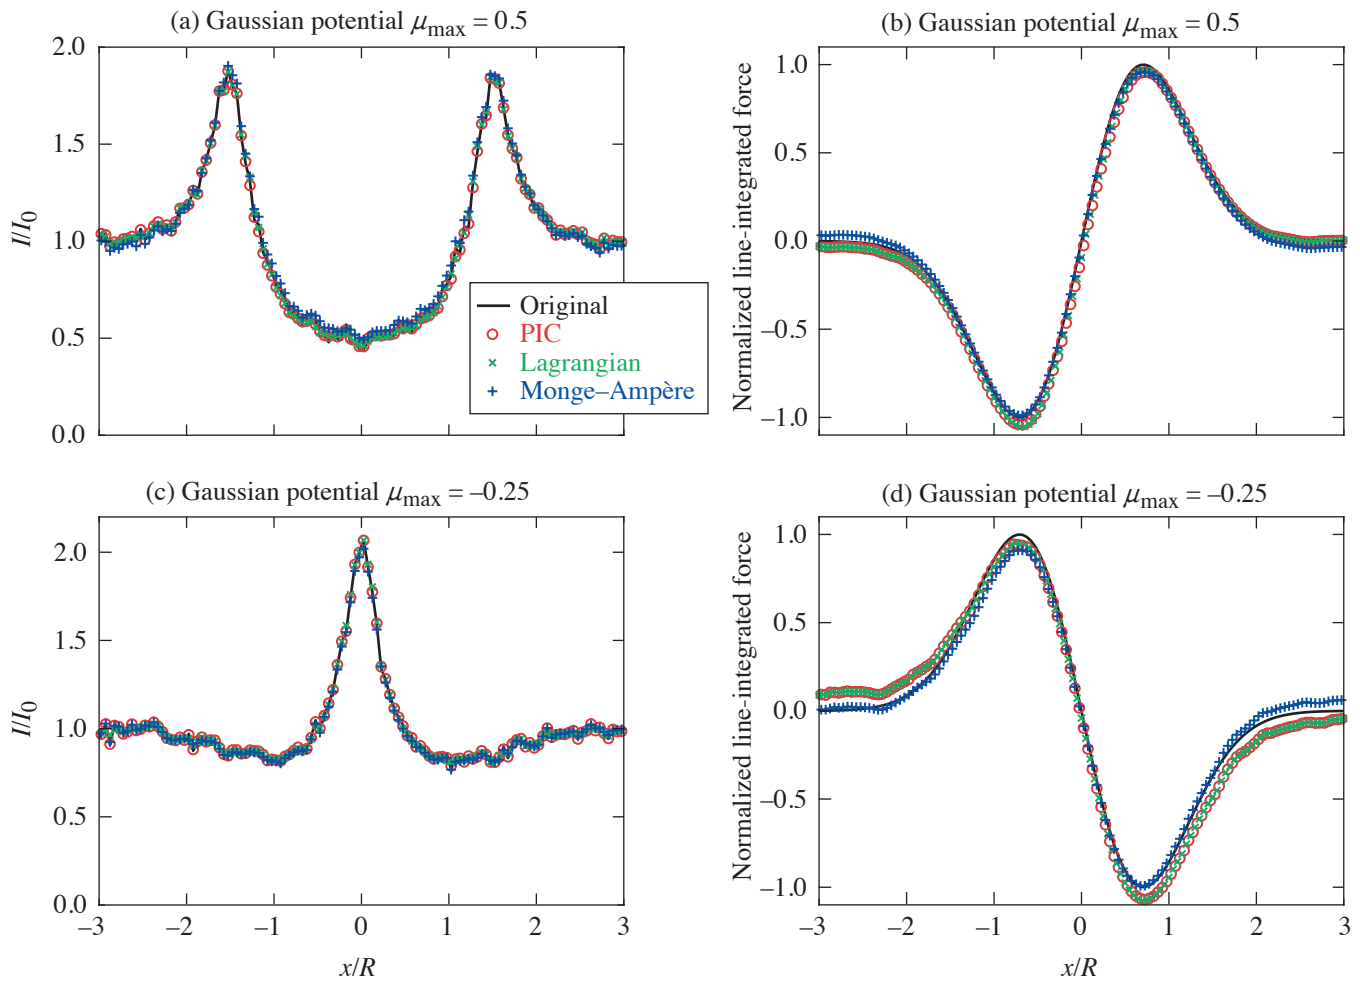 (a) Gaussian potential μmax = 0.5
2.0
1.5
1.0
0.5
0.0
I/I0
Original
PIC
Lagrangian
Monge–Ampère
(b) Gaussian potential μmax = 0.5
1.0
0.5
0.0
–0.5
–1.0
Normalized line-integrated force
(c) Gaussian potential μmax = –0.25
2.0
1.5
1.0
0.5
0.0
I/I0
–3 –2 –1 0 1 2 3
x/R
(d) Gaussian potential μmax = –0.25
1.0
0.5
0.0
–0.5
–1.0
Normalized line-integrated force
–3 –2 –1 0 1 2 3
x/R